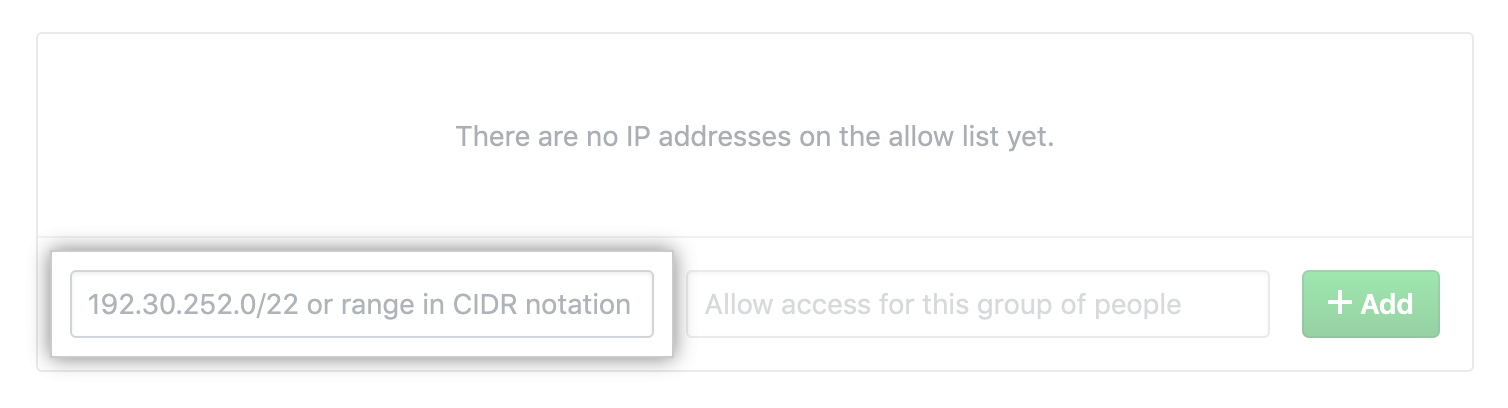 There are no IP addresses on the allow list yet.
192.30.252.0/22 or range in CIDR notation
Allow access for this group of people
+ Add